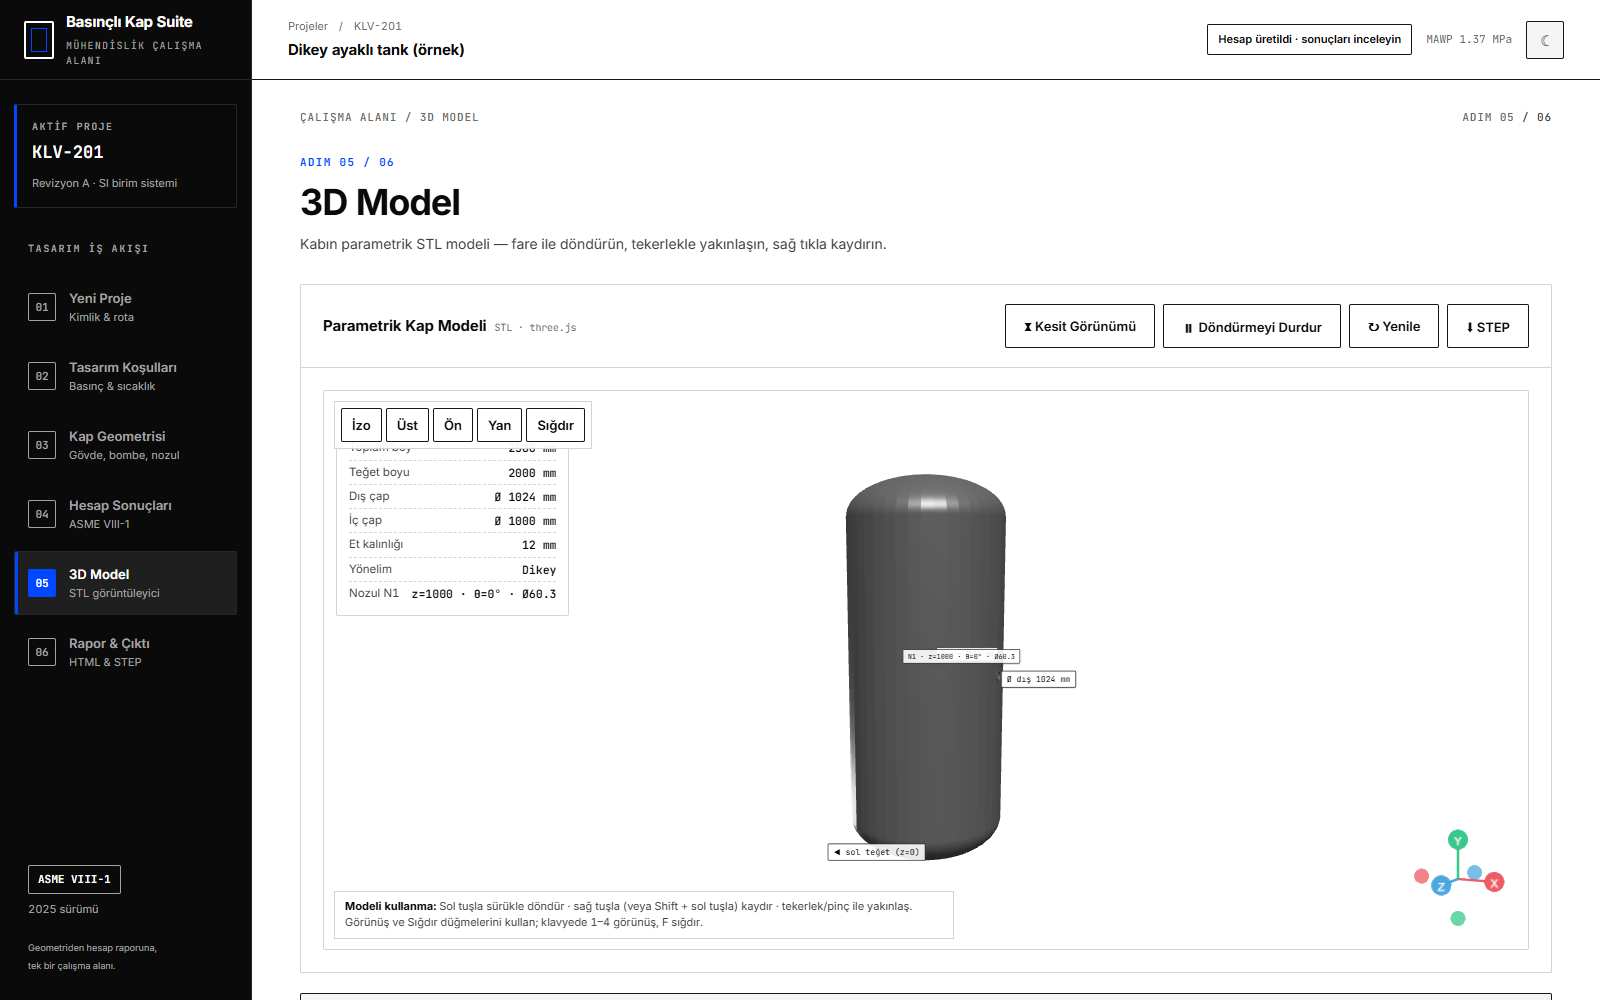 Basınçlı Kap Suite
MÜHENDİSLİK ÇALIŞMA
ALANI
AKTİF PROJE
KLV-201
Revizyon A · SI birim sistemi
TASARIM İŞ AKIŞI
01
Yeni Proje
Kimlik & rota
02
Tasarım Koşulları
Basınç & sıcaklık
03
Kap Geometrisi
Gövde, bombe, nozul
04
Hesap Sonuçları
ASME VIII-1
05
3D Model
STL görüntüleyici
06
Rapor & Çıktı
HTML & STEP
ASME VIII-1
2025 sürümü
Geometriden hesap raporuna,
tek bir çalışma alanı.
Projeler / KLV-201
Dikey ayaklı tank (örnek)
Hesap üretildi · sonuçları inceleyin
MAWP 1.37 MPa
ÇALIŞMA ALANI / 3D MODEL
ADIM 05 / 06
ADIM 05 / 06
3D Model
Kabın parametrik STL modeli — fare ile döndürün, tekerlekle yakınlaşın, sağ tıkla kaydırın.
Parametrik Kap Modeli STL · three.js
Kesit Görünümü
Döndürmeyi Durdur
↻ Yenile
⬇ STEP
İzo Üst Ön Yan Sığdır
Toplam boy 2500 mm
Teğet boyu 2000 mm
Dış çap Ø 1024 mm
İç çap Ø 1000 mm
Et kalınlığı 12 mm
Yönelim Dikey
Nozul N1 z=1000 · θ=0° · Ø60.3
N1 · z=1000 · θ=0° · Ø60.3
Ø dış 1024 mm
◄ sol teğet (z=0)
Y
Z
X
Modeli kullanma: Sol tuşla sürükle döndür · sağ tuşla (veya Shift + sol tuşla) kaydır · tekerlek/pinç ile yakınlaş.
Görünüş ve Sığdır düğmelerini kullan; klavyede 1–4 görünüş, F sığdır.